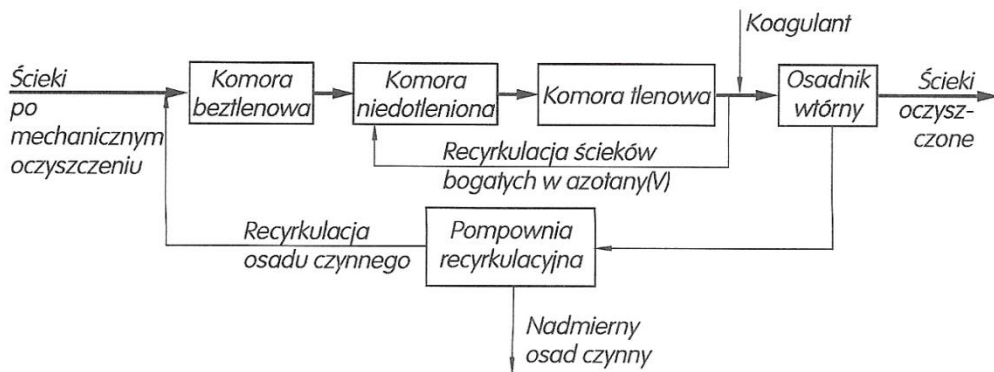 Koagulant
Ścieki
po
mechanicznym
oczyszczeniu
Komora
beztlenowa
Komora
niedotleniona
Komora tlenowa
Osadnik
wtórny
Ścieki
oczysz-
czone
Recyrkulacja ścieków
bogatych w azotany(V)
Recyrkulacja
osadu czynnego
Pompownia
recyrkulacyjna
Nadmierny
osad czynny